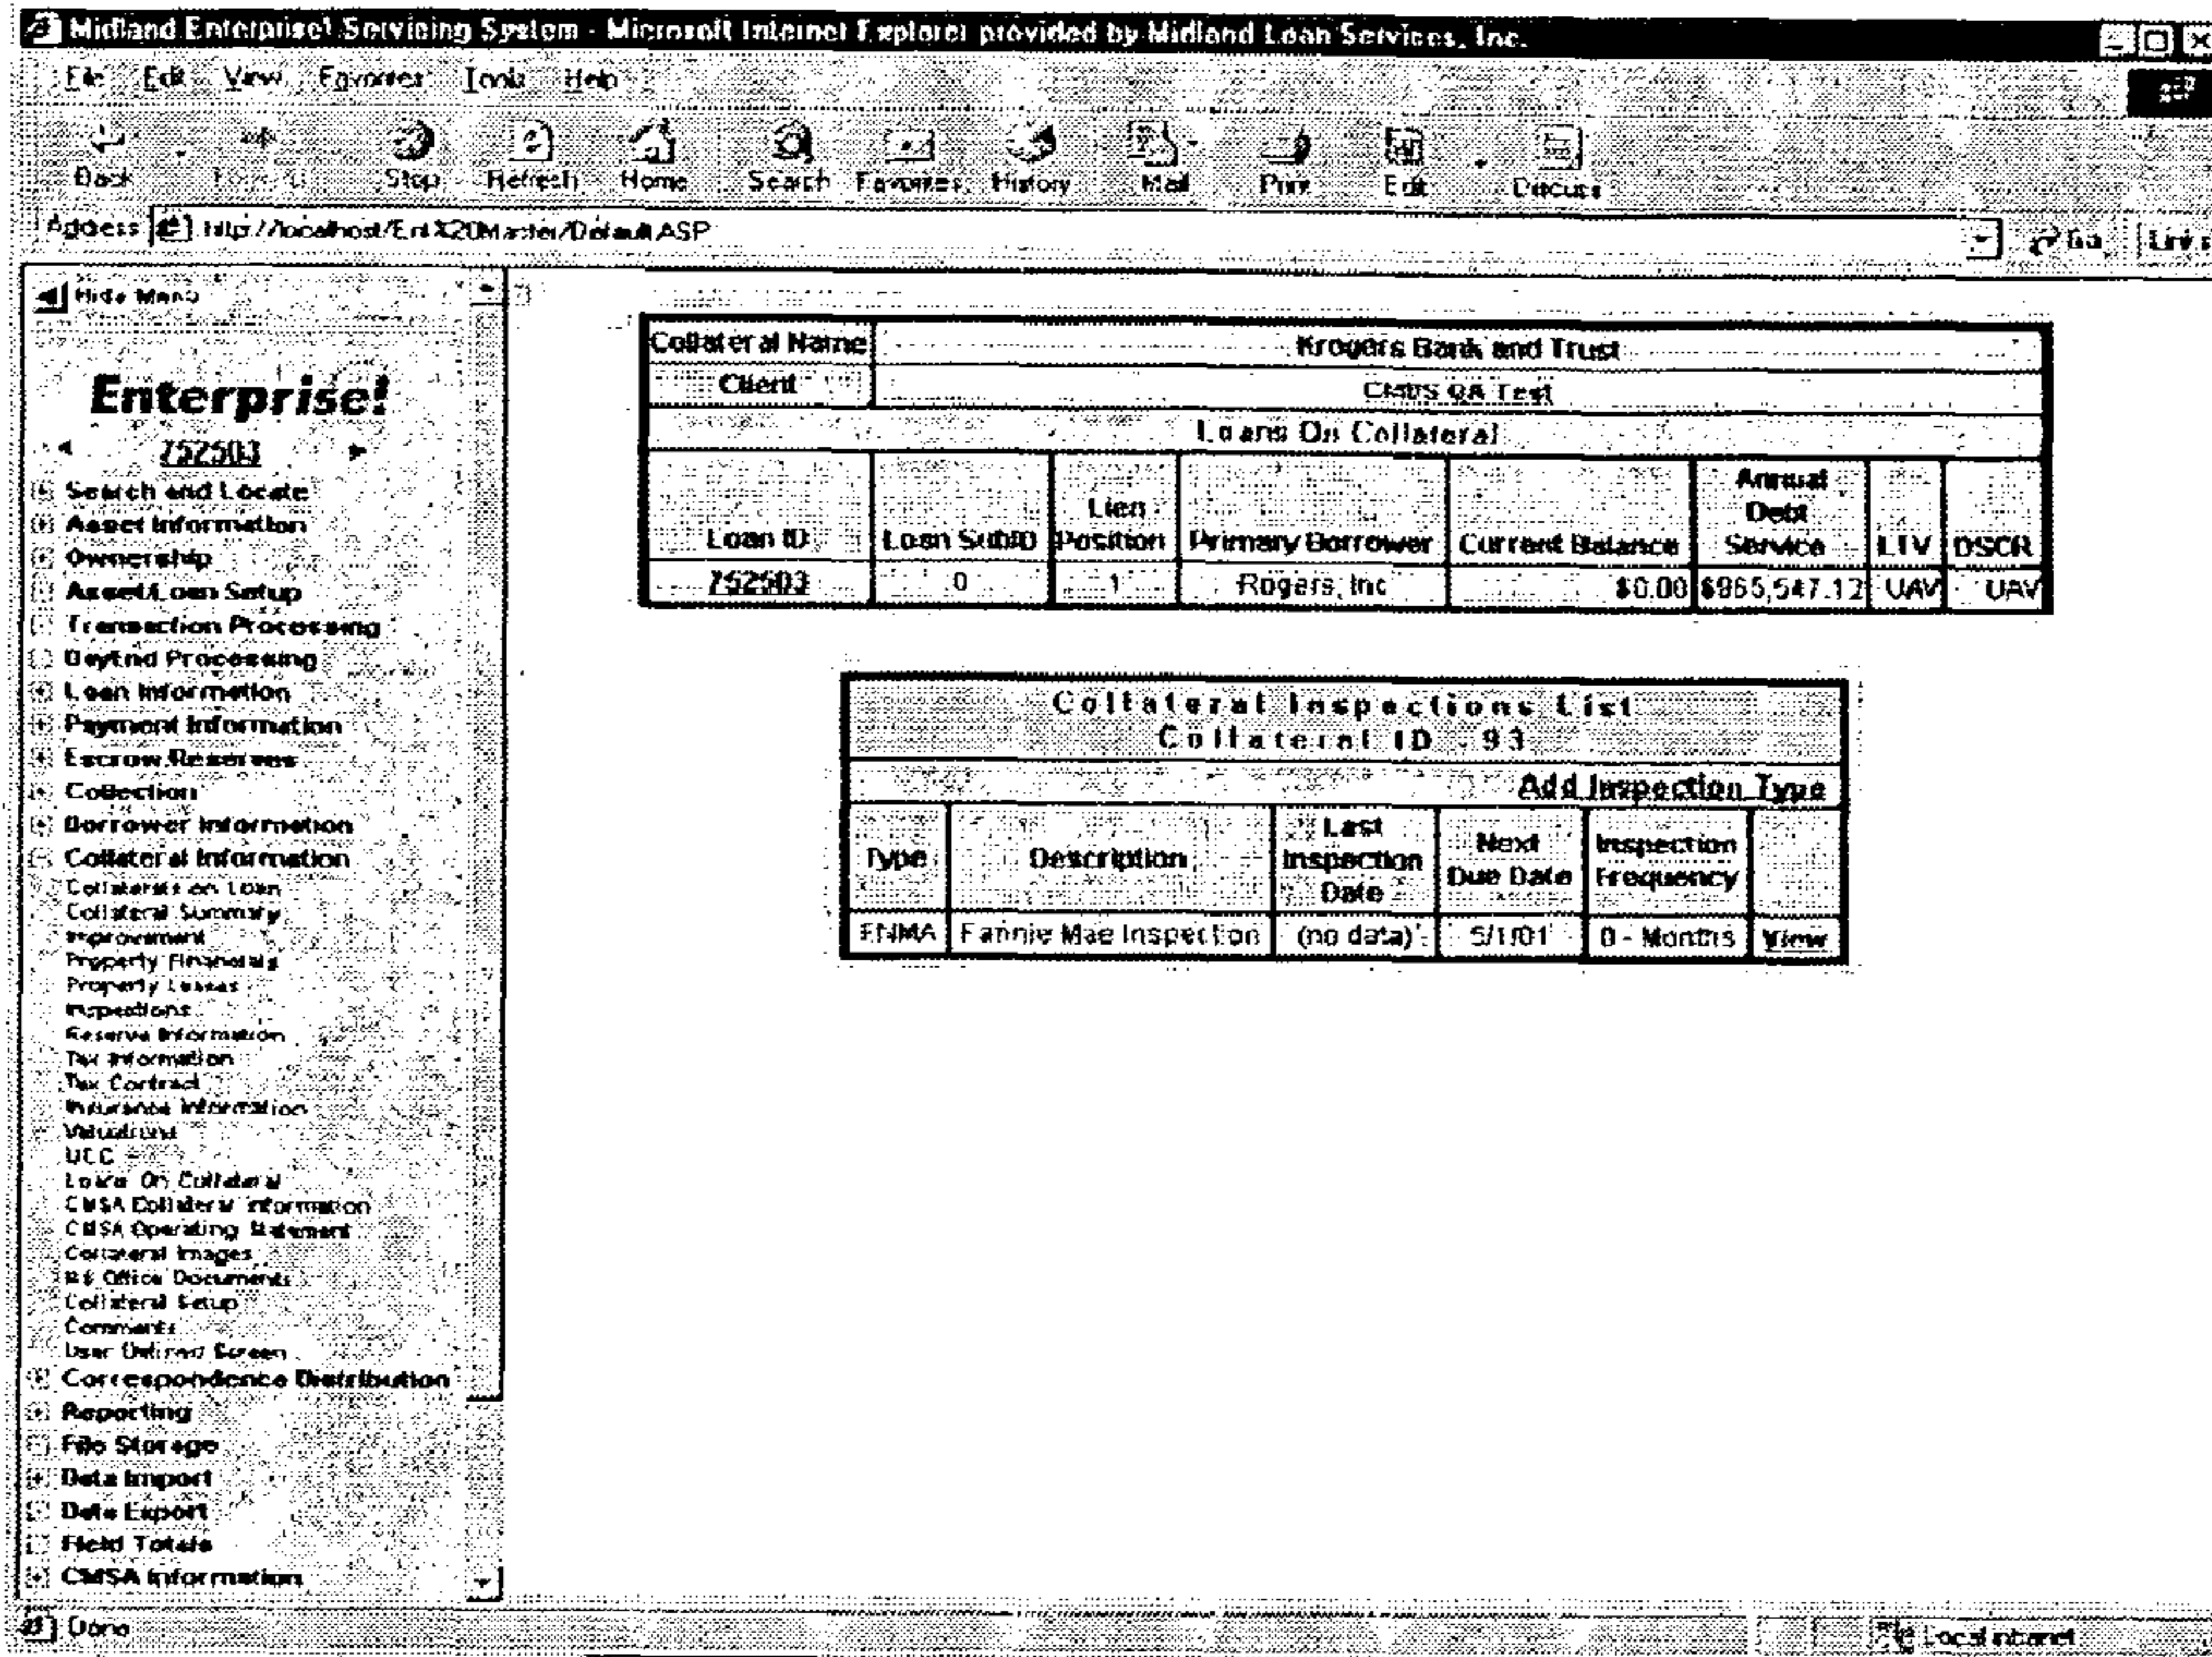 Midland Enterprise! Servicing System - Microsoft Internet Explorer provided by Midland Loan Services, Inc.
File Edit View Favorites Tools Help
Back Forward Stop Refresh Home Search Favorites History Mail Print Edit Discuss
Address http://localhost/Ent%20Master/Default.ASP Go Links
Hide Menu
Enterprise!
752503
Search and Locate
Asset Information
Ownership
Asset/Loan Setup
Transaction Processing
DayEnd Processing
Loan Information
Payment Information
Escrow/Reserves
Collection
Borrower Information
Collateral Information
Collaterals on Loan
Collateral Summary
Improvement
Property Financials
Property Leases
Inspections
Reserve Information
Tax Information
Tax Contract
Insurance Information
Valuations
UCC
Loans On Collateral
CMSA Collateral Information
CMSA Operating Statement
Collateral Images
MS Office Documents
Collateral Setup
Comments
User Defined Screen
Correspondence Distribution
Reporting
File Storage
Data Import
Data Export
Field Totals
CMSA Information
Collateral Name Krogers Bank and Trust
Client CMBS QA Test
Loans On Collateral
Loan ID Loan SubID Lien Position Primary Borrower Current Balance Annual Debt Service LTV DSCR
752503 0 1 Rogers, Inc $0.00 UAV UAV
Collateral Inspections List
Collateral ID - 93
Add Inspection Type
Type Description Last Inspection Date Next Due Date Inspection Frequency
FNMA Fannie Mae Inspection (no data) 5/1/01 0 - Months View
Done Local intranet